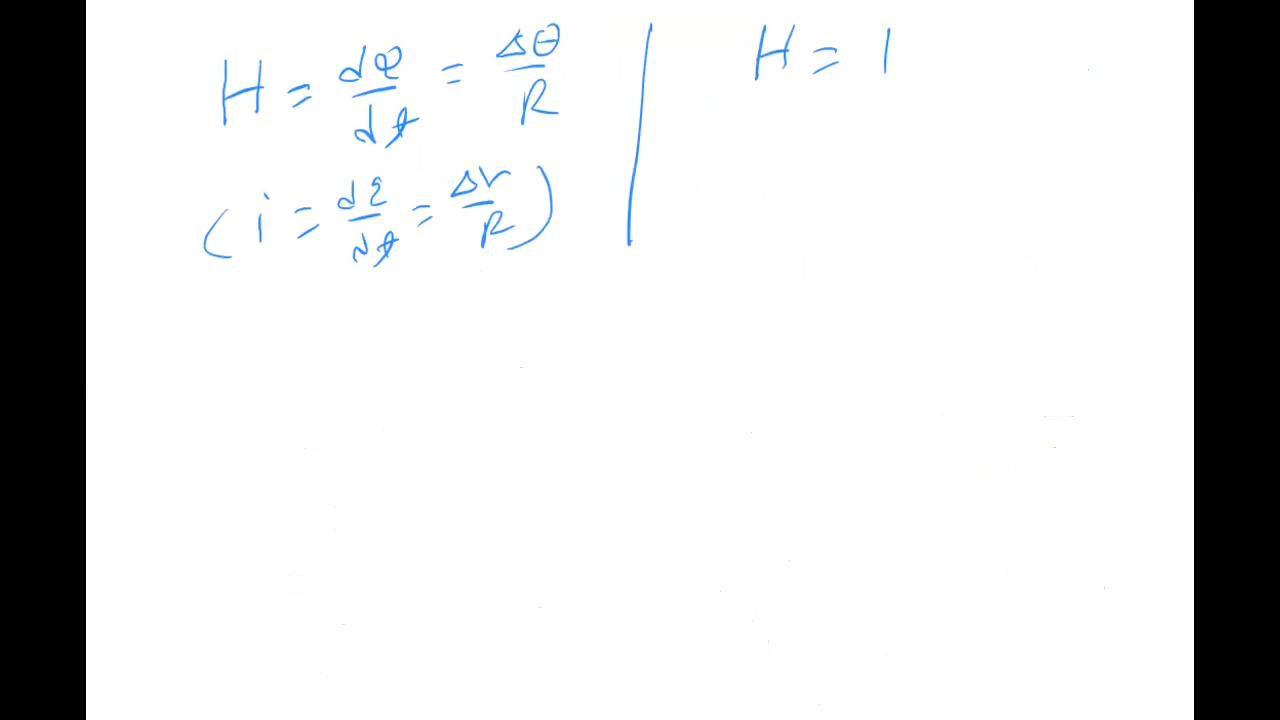 H = dQ/dt = Δθ/R
(i = dq/dt = ΔV/R)
H = 1